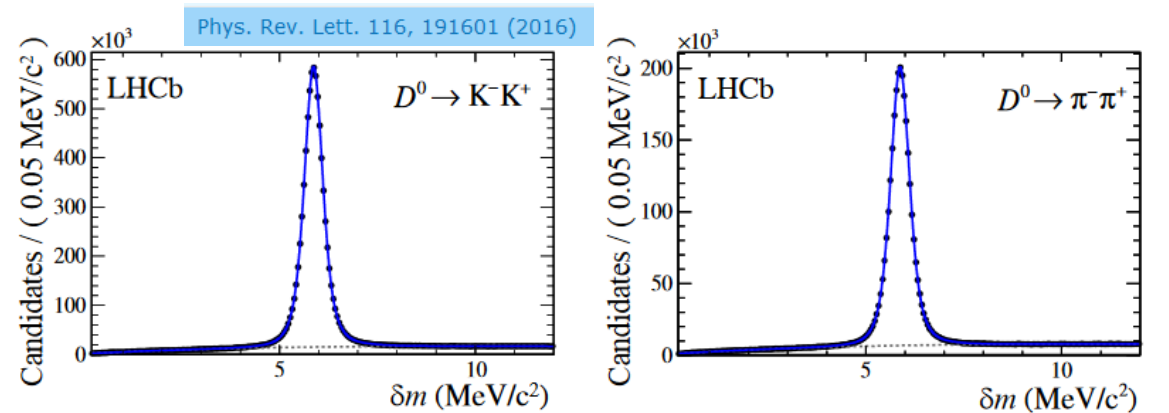 Phys. Rev. Lett. 116, 191601 (2016)
×10³
600
500
400
300
200
100
0
Candidates / ( 0.05 MeV/c² )
LHCb
D⁰ → K⁻K⁺
5
10
δm (MeV/c²)
×10³
200
150
100
50
0
Candidates / ( 0.05 MeV/c² )
LHCb
D⁰ → π⁻π⁺
5
10
δm (MeV/c²)